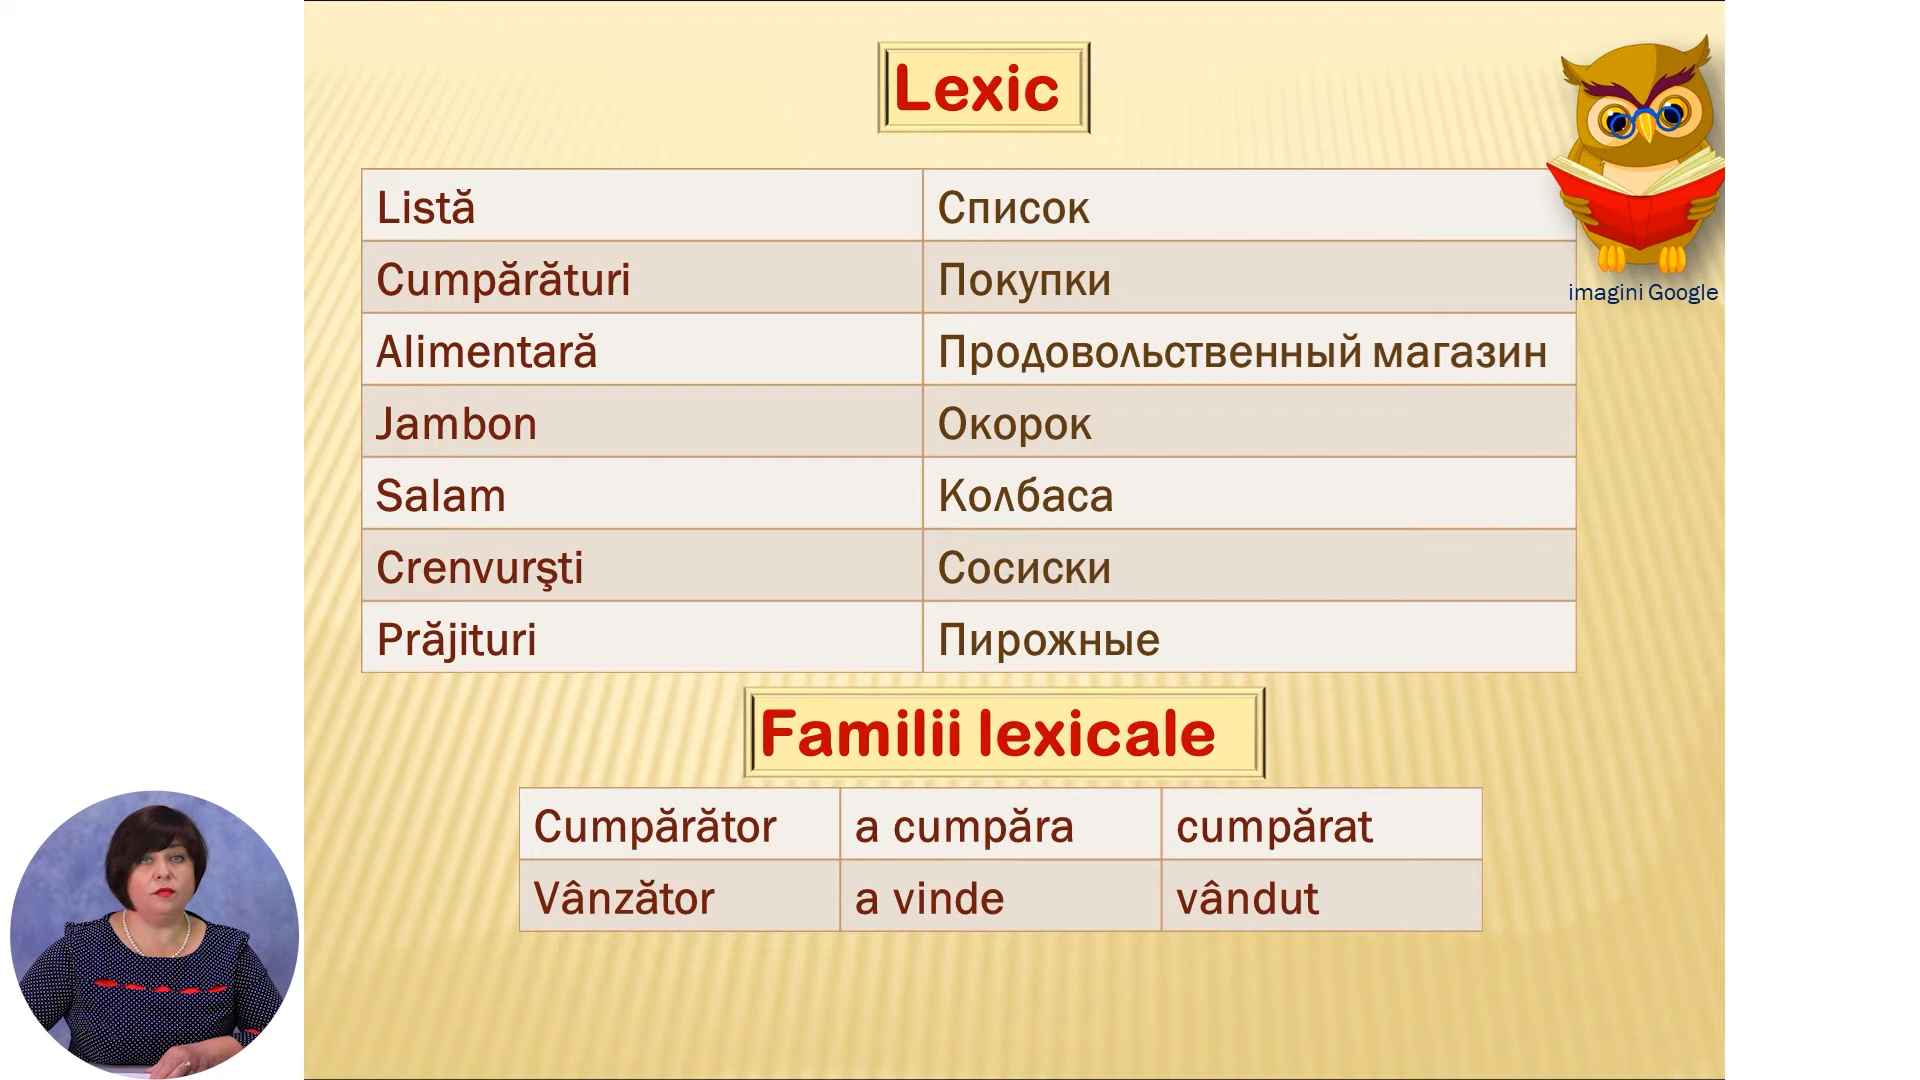 Lexic
Listă Список
Cumpărături Покупки
imagini Google
Alimentară Продовольственный магазин
Jambon Окорок
Salam Колбаса
Crenvurşti Сосиски
Prăjituri Пирожные
Familii lexicale
Cumpărător a cumpăra cumpărat
Vânzător a vinde vândut